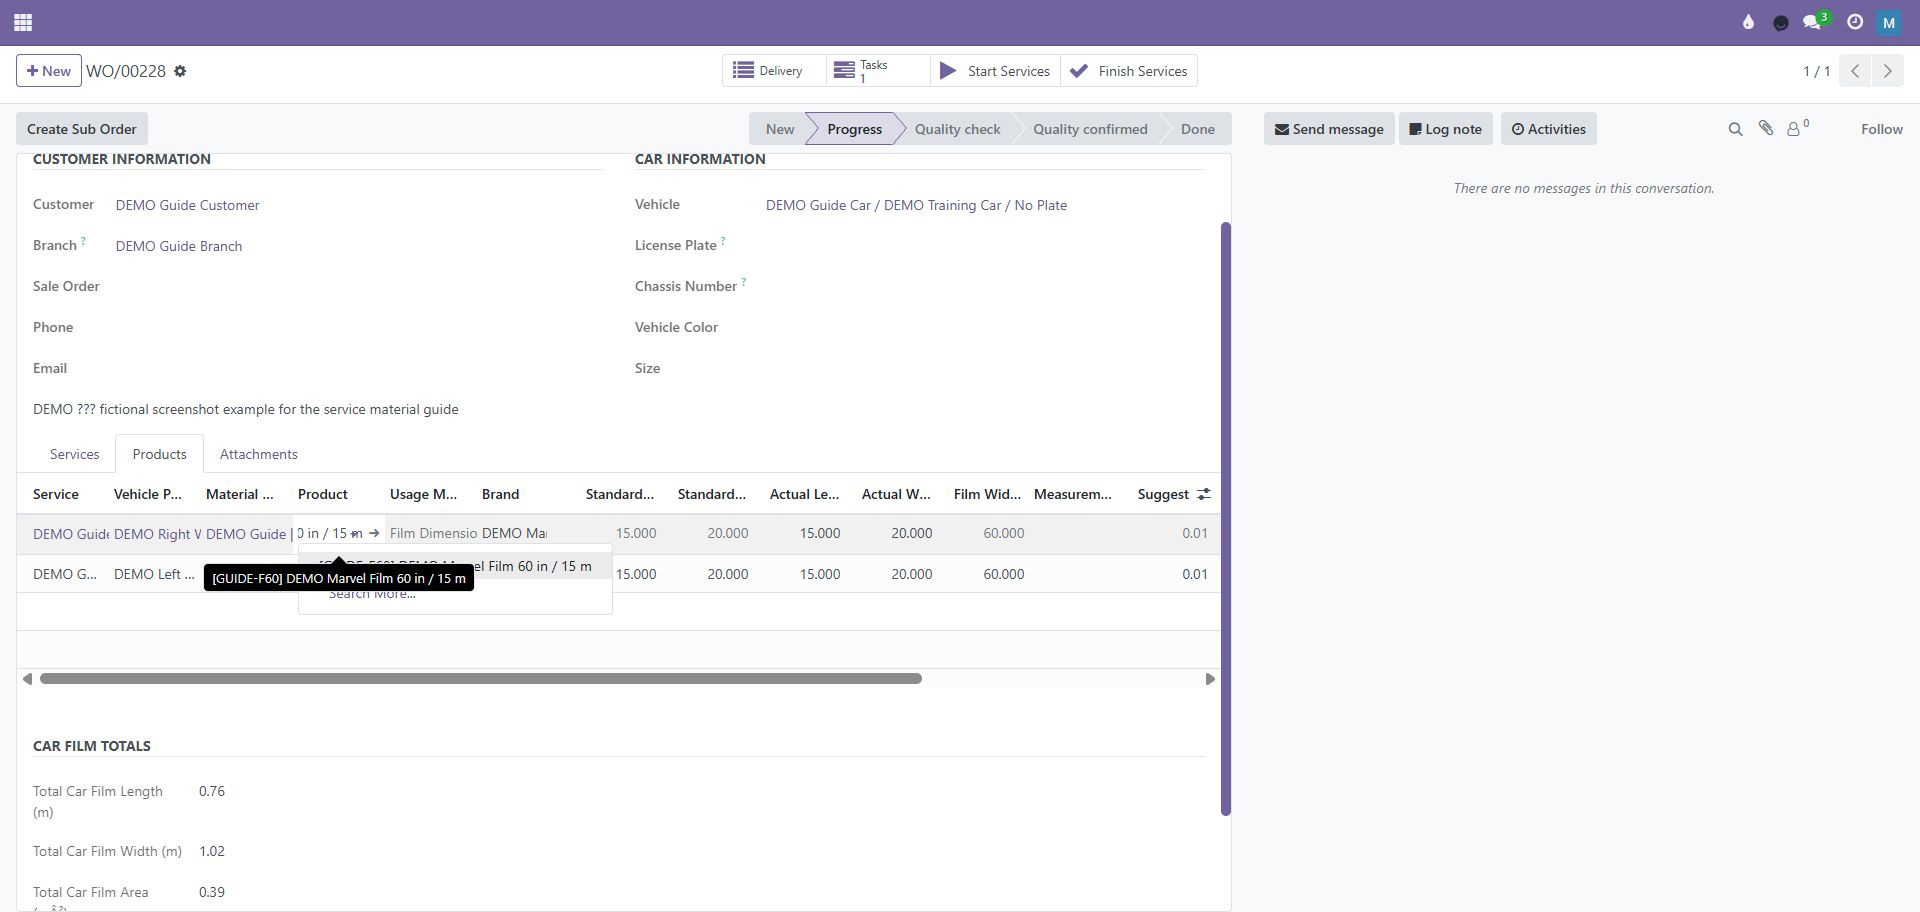 3
M
New
WO/00228
Delivery
Tasks
1
Start Services
Finish Services
1 / 1
Create Sub Order
New
Progress
Quality check
Quality confirmed
Done
Send message
Log note
Activities
0
Follow
There are no messages in this conversation.
CUSTOMER INFORMATION
CAR INFORMATION
Customer
DEMO Guide Customer
Vehicle
DEMO Guide Car / DEMO Training Car / No Plate
Branch ?
DEMO Guide Branch
License Plate ?
Sale Order
Chassis Number ?
Phone
Vehicle Color
Email
Size
DEMO ??? fictional screenshot example for the service material guide
Services
Products
Attachments
Service
Vehicle P...
Material ...
Product
Usage M...
Brand
Standard...
Standard...
Actual Le...
Actual W...
Film Wid...
Measurem...
Suggest
DEMO Guide
DEMO Right
DEMO Guide
0 in / 15 m
Film Dimensio
DEMO Ma
15.000
20.000
15.000
20.000
60.000
0.01
Film 60 in / 15 m
DEMO G...
DEMO Left ...
[GUIDE-F60] DEMO Marvel Film 60 in / 15 m
15.000
20.000
15.000
20.000
60.000
0.01
Search More...
CAR FILM TOTALS
Total Car Film Length
(m)
0.76
Total Car Film Width (m)
1.02
Total Car Film Area
0.39